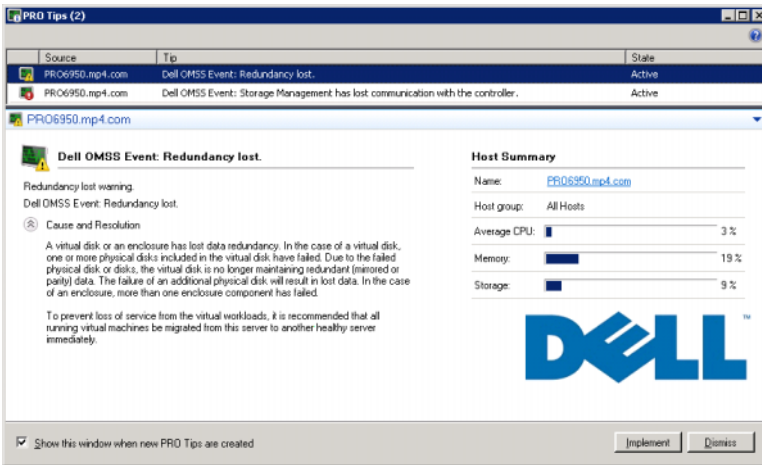 PRO Tips (2)
Source Tip State
PRO6950.mp4.com Dell OMSS Event: Redundancy lost. Active
PRO6950.mp4.com Dell OMSS Event: Storage Management has lost communication with the controller. Active
PRO6950.mp4.com
Dell OMSS Event: Redundancy lost.
Redundancy lost warning.
Dell OMSS Event: Redundancy lost.
Cause and Resolution
A virtual disk or an enclosure has lost data redundancy. In the case of a virtual disk,
one or more physical disks included in the virtual disk have failed. Due to the failed
physical disk or disks, the virtual disk is no longer maintaining redundant (mirrored or
parity) data. The failure of an additional physical disk will result in lost data. In the case
of an enclosure, more than one enclosure component has failed.
To prevent loss of service from the virtual workloads, it is recommended that all
running virtual machines be migrated from this server to another healthy server
immediately.
Host Summary
Name: PRO6950.mp4.com
Host group: All Hosts
Average CPU: 3 %
Memory: 19 %
Storage: 9 %
DELL™
Show this window when new PRO Tips are created
Implement Dismiss